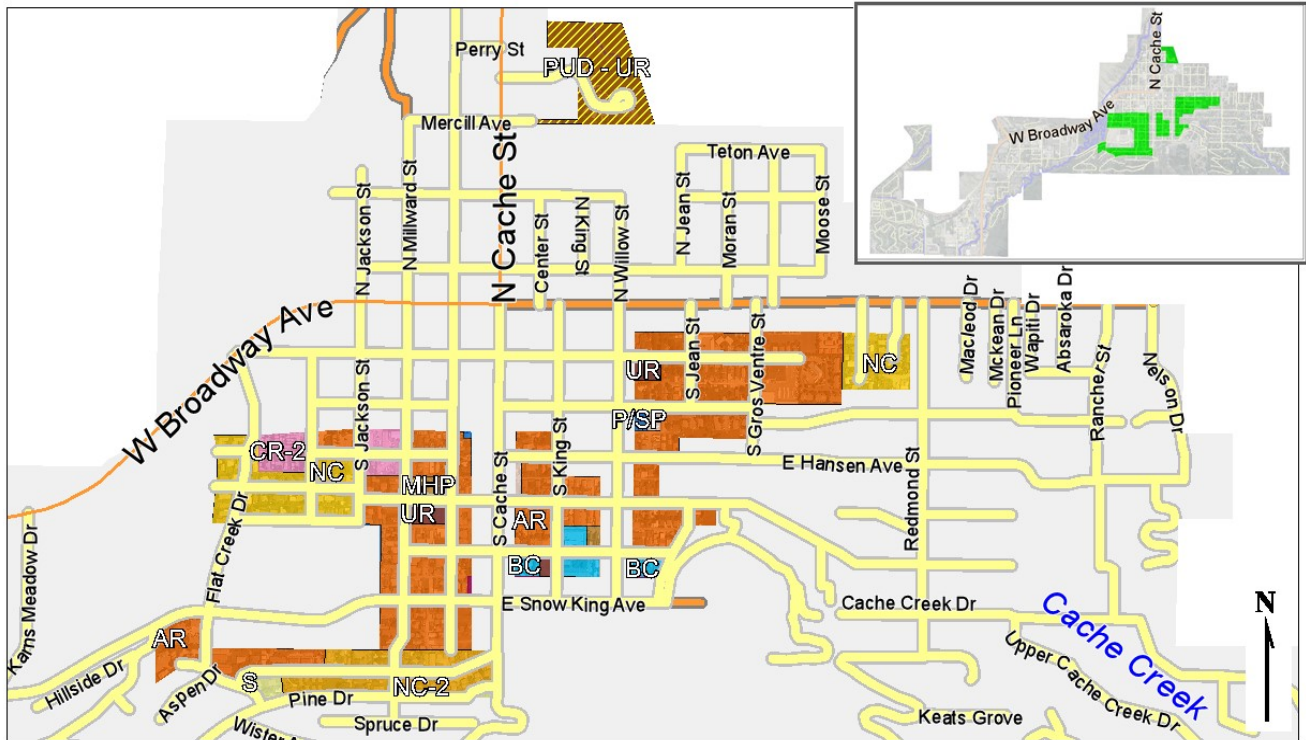 Perry St
PUD - UR
Mercill Ave
N Cache St
W Broadway Ave
N Cache St
Teton Ave
N Jackson St
N Millward St
Center St
N King St
N Willow St
N Jean St
Moran St
Moose St
W Broadway Ave
Macleod Dr
Mckean Dr
Pioneer Ln
Wapiti Dr
Absaroka Dr
Rancher St
Nelson Dr
UR
S Jean St
S Gros Ventre St
NC
S Jackson St
P/SP
CR-2
NC
MHP
UR
S Cache St
S King St
AR
E Hansen Ave
Redmond St
Flat Creek Dr
BC
BC
Karns Meadow Dr
E Snow King Ave
Cache Creek Dr
Cache Creek
Upper Cache Creek Dr
N
AR
Hillside Dr
Aspen Dr
S
Pine Dr
NC-2
Spruce Dr
Keats Grove